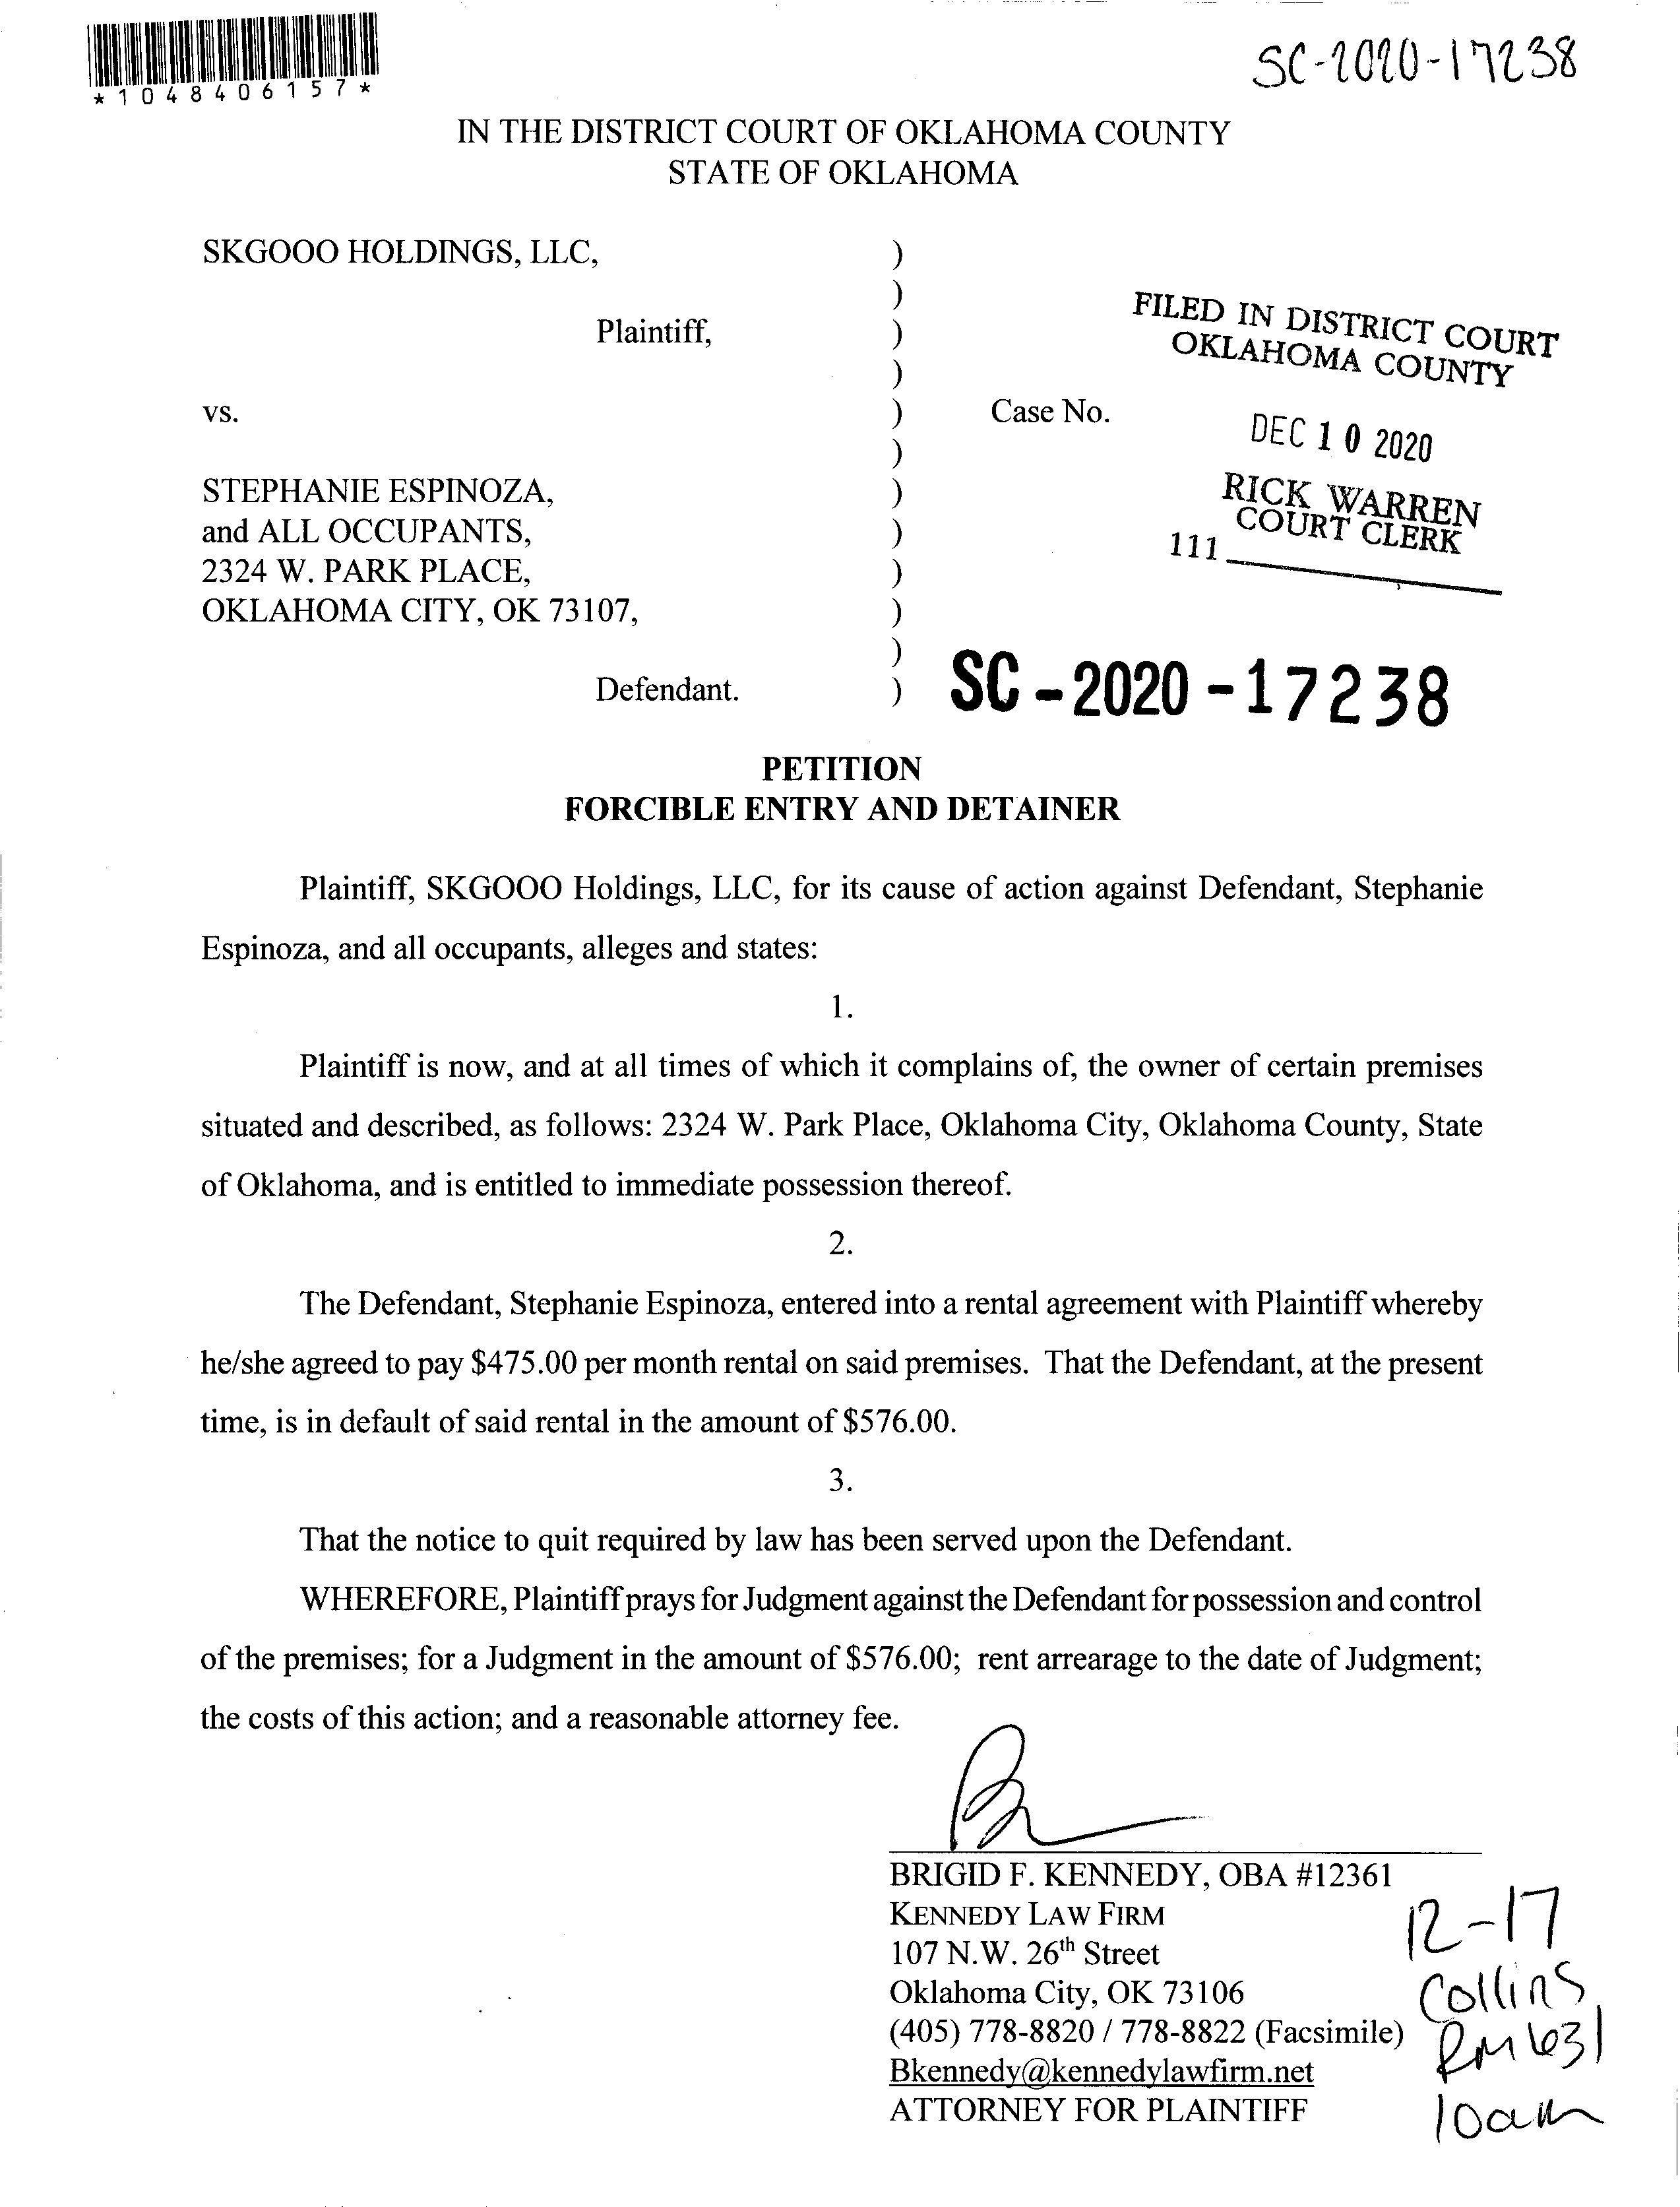 *1048406157*
SC-2020-17238
IN THE DISTRICT COURT OF OKLAHOMA COUNTY
STATE OF OKLAHOMA
SKGOOO HOLDINGS, LLC, )
)
Plaintiff, )
)
vs. ) Case No.
)
STEPHANIE ESPINOZA, )
and ALL OCCUPANTS, )
2324 W. PARK PLACE, )
OKLAHOMA CITY, OK 73107, )
)
Defendant. )
FILED IN DISTRICT COURT
OKLAHOMA COUNTY
DEC 10 2020
RICK WARREN
COURT CLERK
111
SC-2020-17238
PETITION
FORCIBLE ENTRY AND DETAINER
Plaintiff, SKGOOO Holdings, LLC, for its cause of action against Defendant, Stephanie
Espinoza, and all occupants, alleges and states:
1.
Plaintiff is now, and at all times of which it complains of, the owner of certain premises
situated and described, as follows: 2324 W. Park Place, Oklahoma City, Oklahoma County, State
of Oklahoma, and is entitled to immediate possession thereof.
2.
The Defendant, Stephanie Espinoza, entered into a rental agreement with Plaintiff whereby
he/she agreed to pay $475.00 per month rental on said premises. That the Defendant, at the present
time, is in default of said rental in the amount of $576.00.
3.
That the notice to quit required by law has been served upon the Defendant.
WHEREFORE, Plaintiff prays for Judgment against the Defendant for possession and control
of the premises; for a Judgment in the amount of $576.00; rent arrearage to the date of Judgment;
the costs of this action; and a reasonable attorney fee.
BRIGID F. KENNEDY, OBA #12361
KENNEDY LAW FIRM
107 N.W. 26th Street
Oklahoma City, OK 73106
(405) 778-8820 / 778-8822 (Facsimile)
Bkennedy@kennedylawfirm.net
ATTORNEY FOR PLAINTIFF
12-17
Collins
RM 631
10am